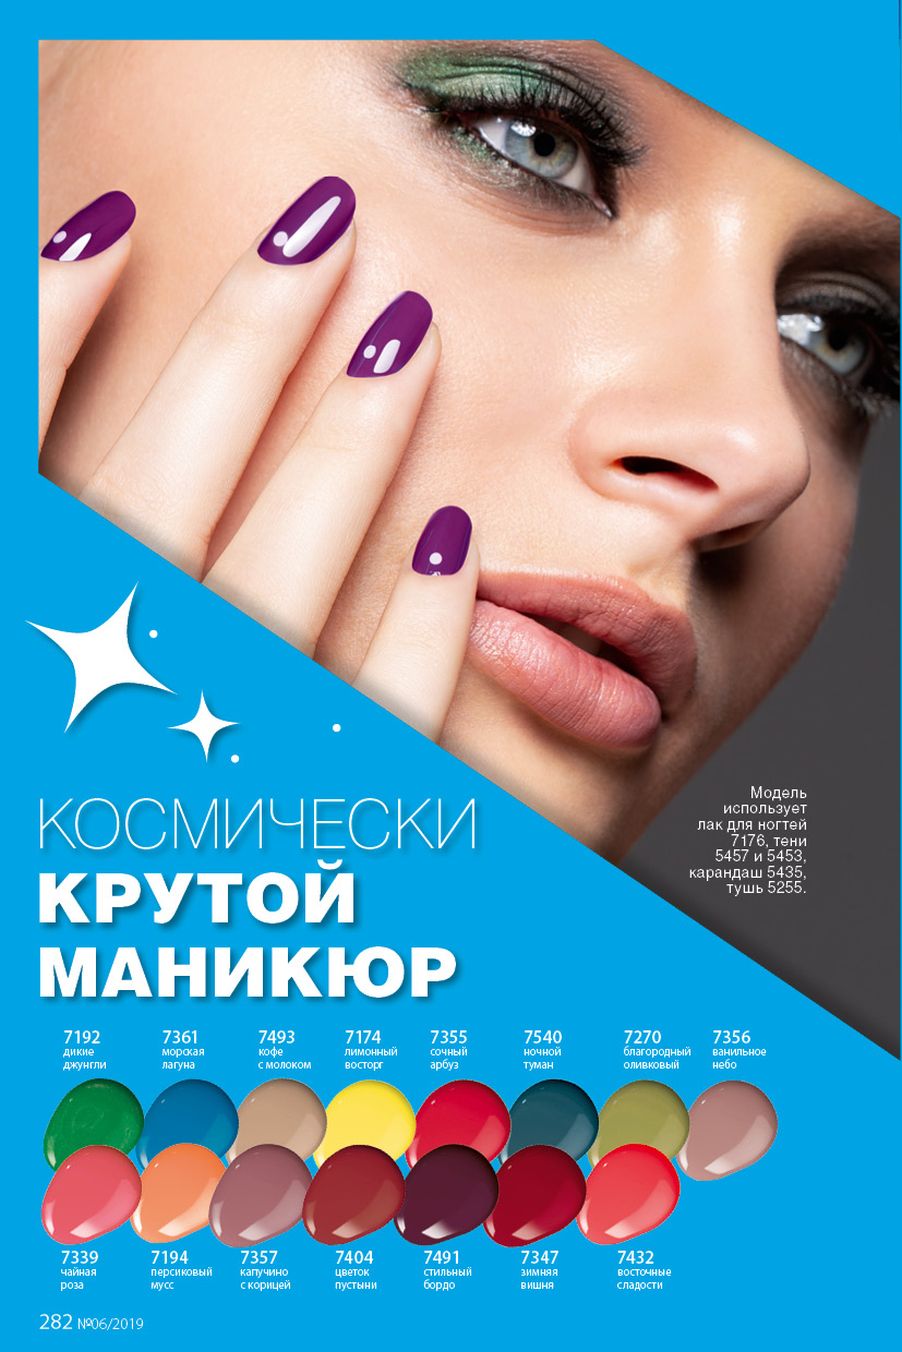 Модель
использует
лак для ногтей
7176, тени
5457 и 5453,
карандаш 5435,
тушь 5255.
КОСМИЧЕСКИ
КРУТОЙ
МАНИКЮР
7192
дикие
джунгли
7361
морская
лагуна
7493
кофе
с молоком
7174
лимонный
восторг
7355
сочный
арбуз
7540
ночной
туман
7270
благородный
оливковый
7356
ванильное
небо
7339
чайная
роза
7194
персиковый
мусс
7357
капучино
с корицей
7404
цветок
пустыни
7491
стильный
бордо
7347
зимняя
вишня
7432
восточные
сладости
282 №06/2019